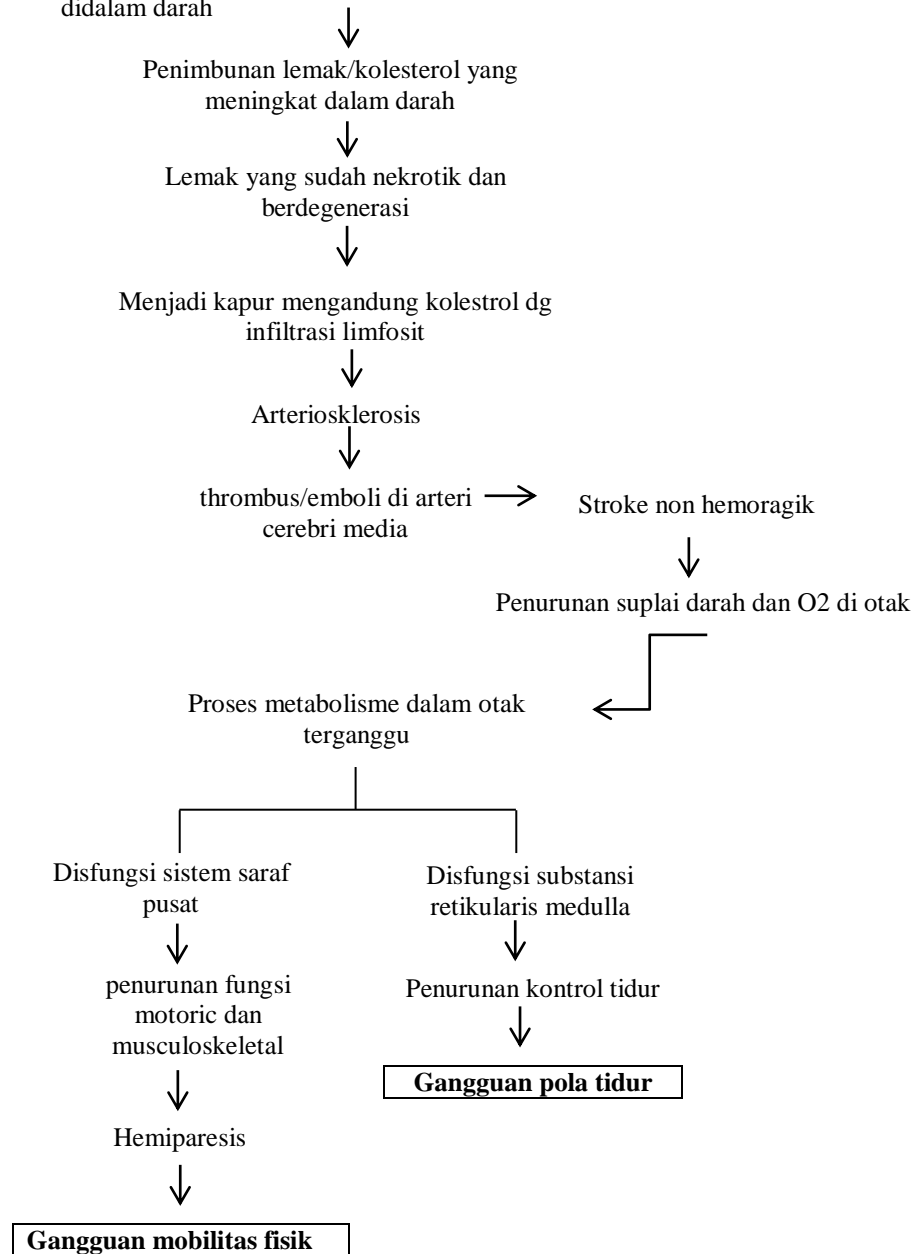 didalam darah
Penimbunan lemak/kolesterol yang
meningkat dalam darah
Lemak yang sudah nekrotik dan
berdegenerasi
Menjadi kapur mengandung kolestrol dg
infiltrasi limfosit
Arteriosklerosis
thrombus/emboli di arteri
cerebri media
Stroke non hemoragik
Penurunan suplai darah dan O2 di otak
Proses metabolisme dalam otak
terganggu
Disfungsi sistem saraf
pusat
penurunan fungsi
motoric dan
musculoskeletal
Hemiparesis
Gangguan mobilitas fisik
Disfungsi substansi
retikularis medulla
Penurunan kontrol tidur
Gangguan pola tidur